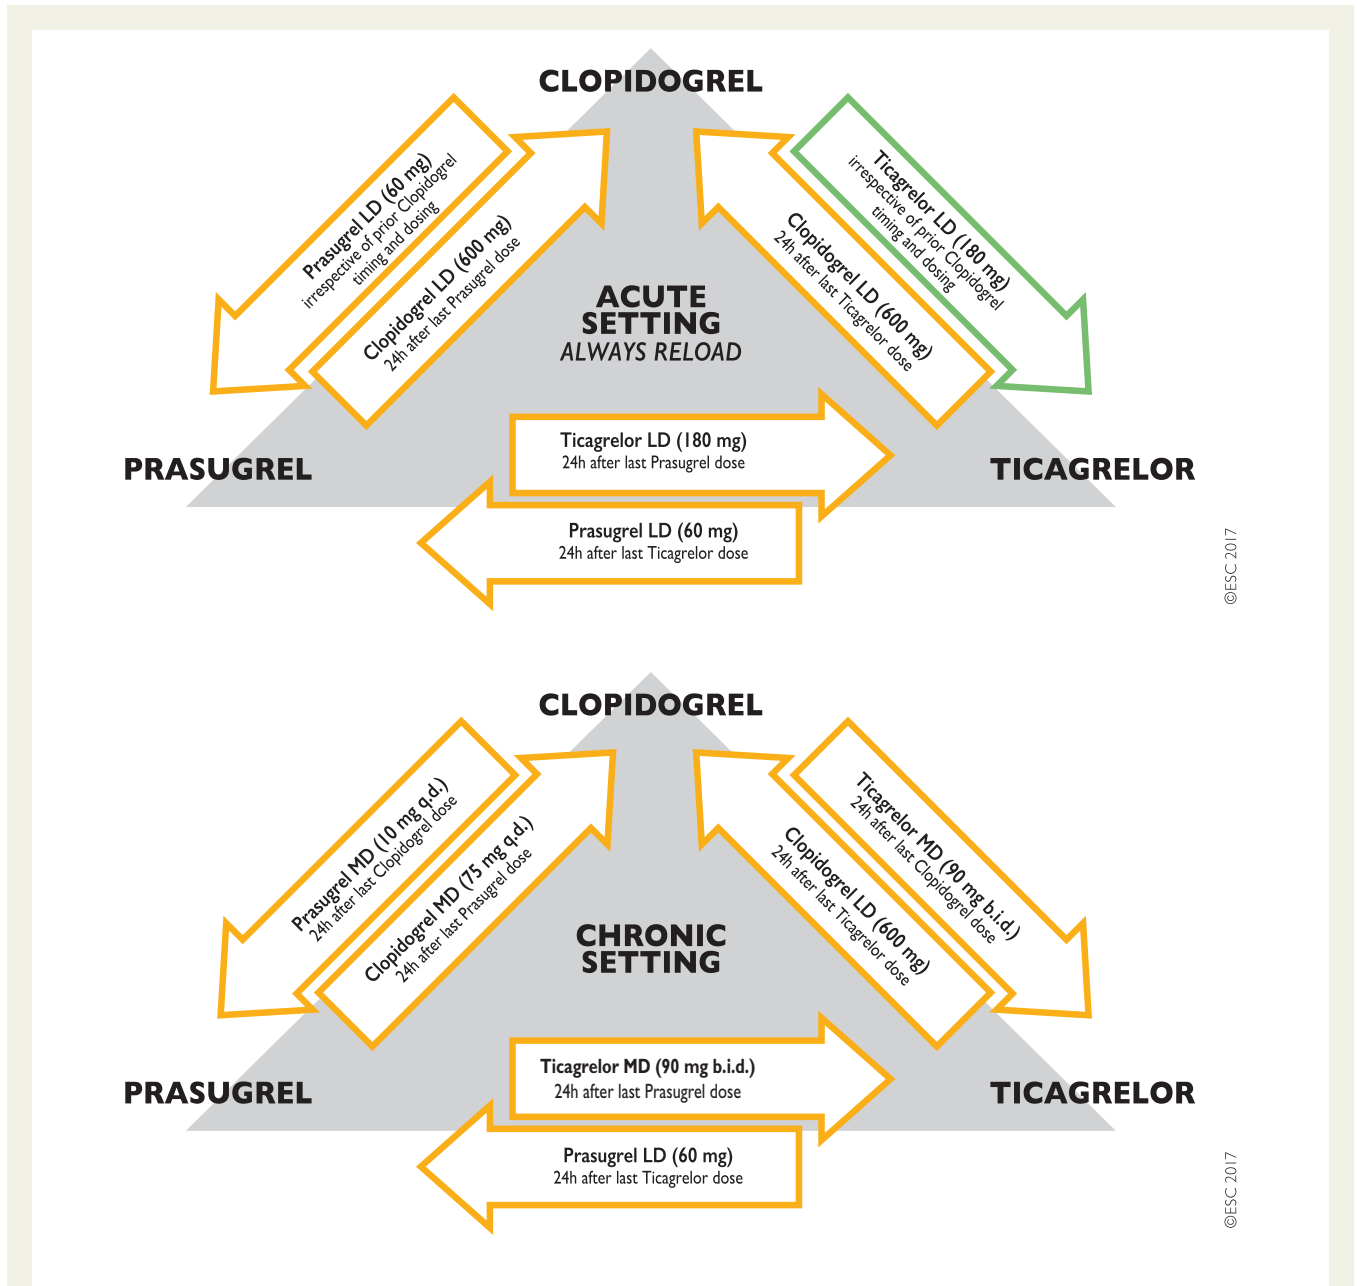 CLOPIDOGREL
Prasugrel LD (60 mg)
irrespective of prior Clopidogrel
timing and dosing
Clopidogrel LD (600 mg)
24h after last Prasugrel dose
Ticagrelor LD (180 mg)
irrespective of prior Clopidogrel
timing and dosing
Clopidogrel LD (600 mg)
24h after last Ticagrelor dose
ACUTE
SETTING
ALWAYS RELOAD
Ticagrelor LD (180 mg)
24h after last Prasugrel dose
PRASUGREL
TICAGRELOR
Prasugrel LD (60 mg)
24h after last Ticagrelor dose
©ESC 2017
CLOPIDOGREL
Prasugrel MD (10 mg q.d.)
24h after last Clopidogrel dose
Clopidogrel MD (75 mg q.d.)
24h after last Prasugrel dose
Ticagrelor MD (90 mg b.i.d.)
24h after last Clopidogrel dose
Clopidogrel LD (600 mg)
24h after last Ticagrelor dose
CHRONIC
SETTING
Ticagrelor MD (90 mg b.i.d.)
24h after last Prasugrel dose
PRASUGREL
TICAGRELOR
Prasugrel LD (60 mg)
24h after last Ticagrelor dose
©ESC 2017